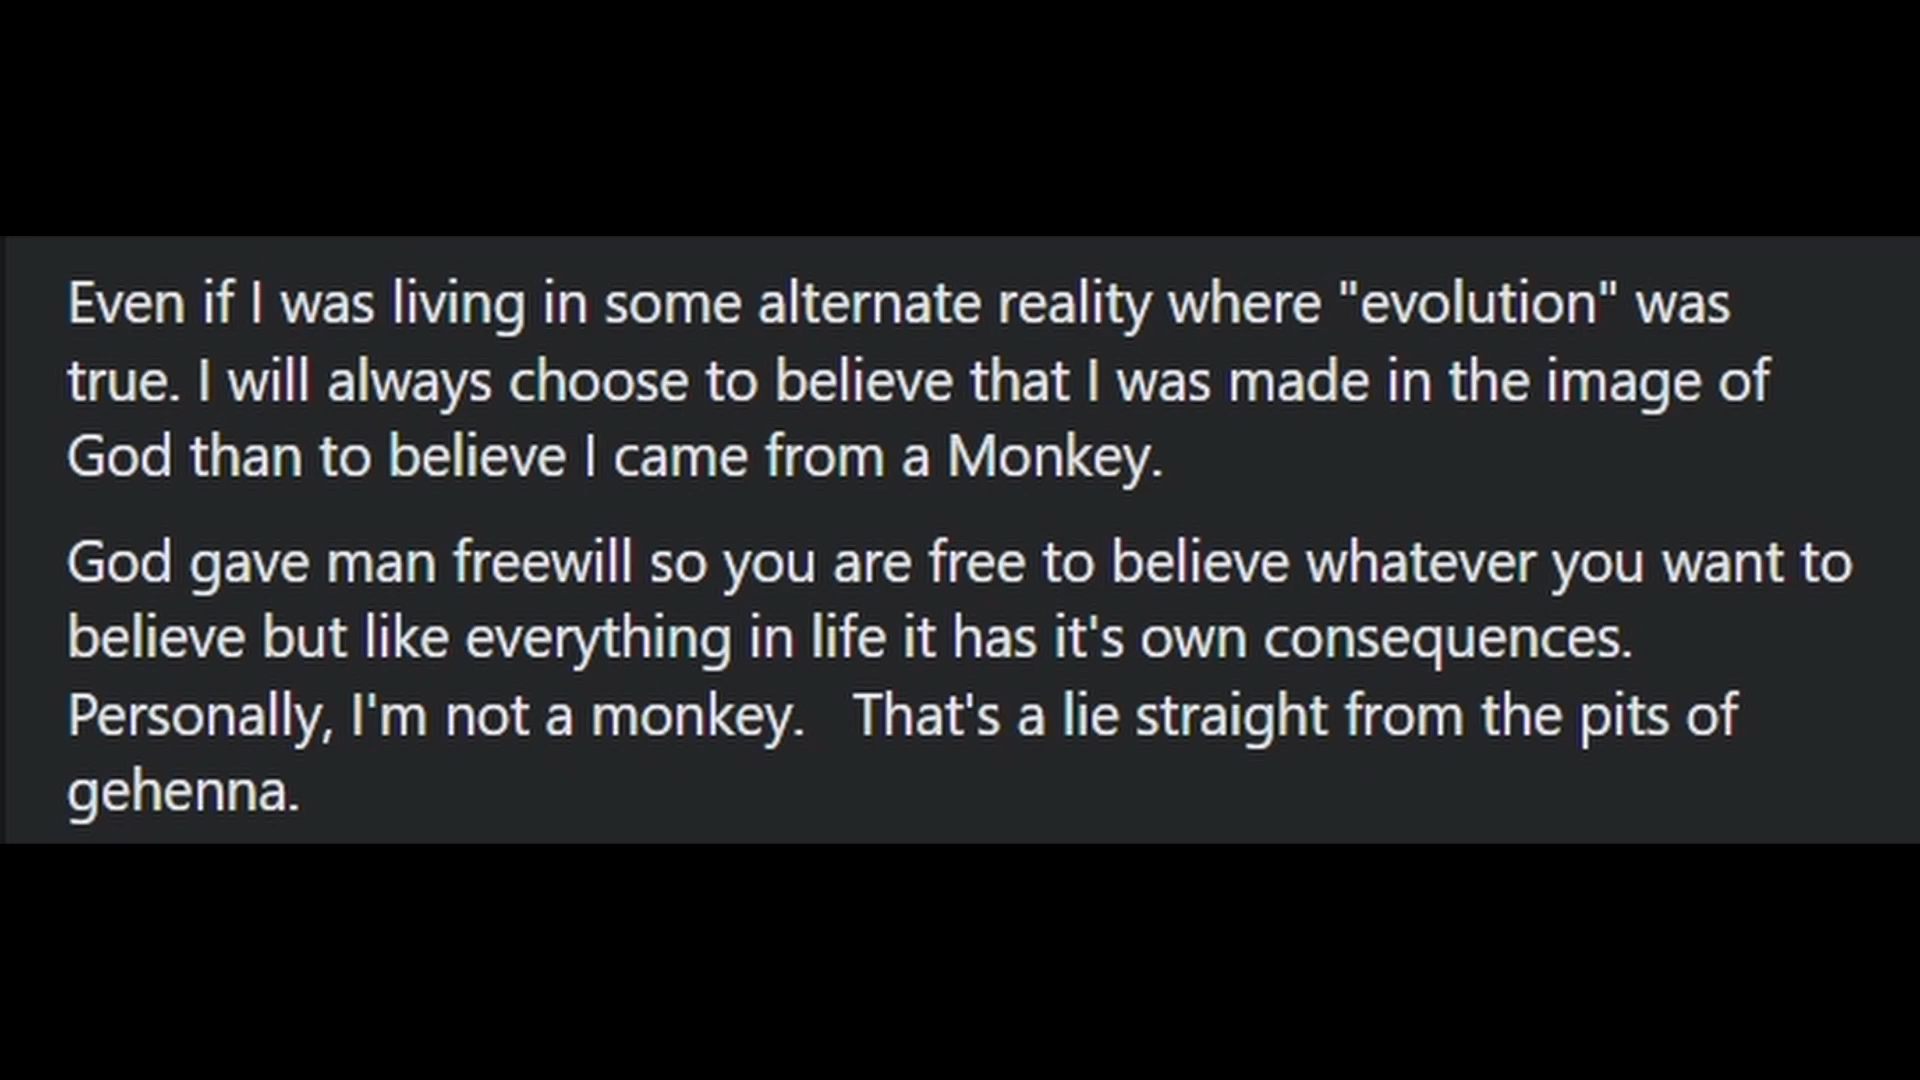 Even if I was living in some alternate reality where "evolution" was
true. I will always choose to believe that I was made in the image of
God than to believe I came from a Monkey.
God gave man freewill so you are free to believe whatever you want to
believe but like everything in life it has it's own consequences.
Personally, I'm not a monkey.   That's a lie straight from the pits of
gehenna.